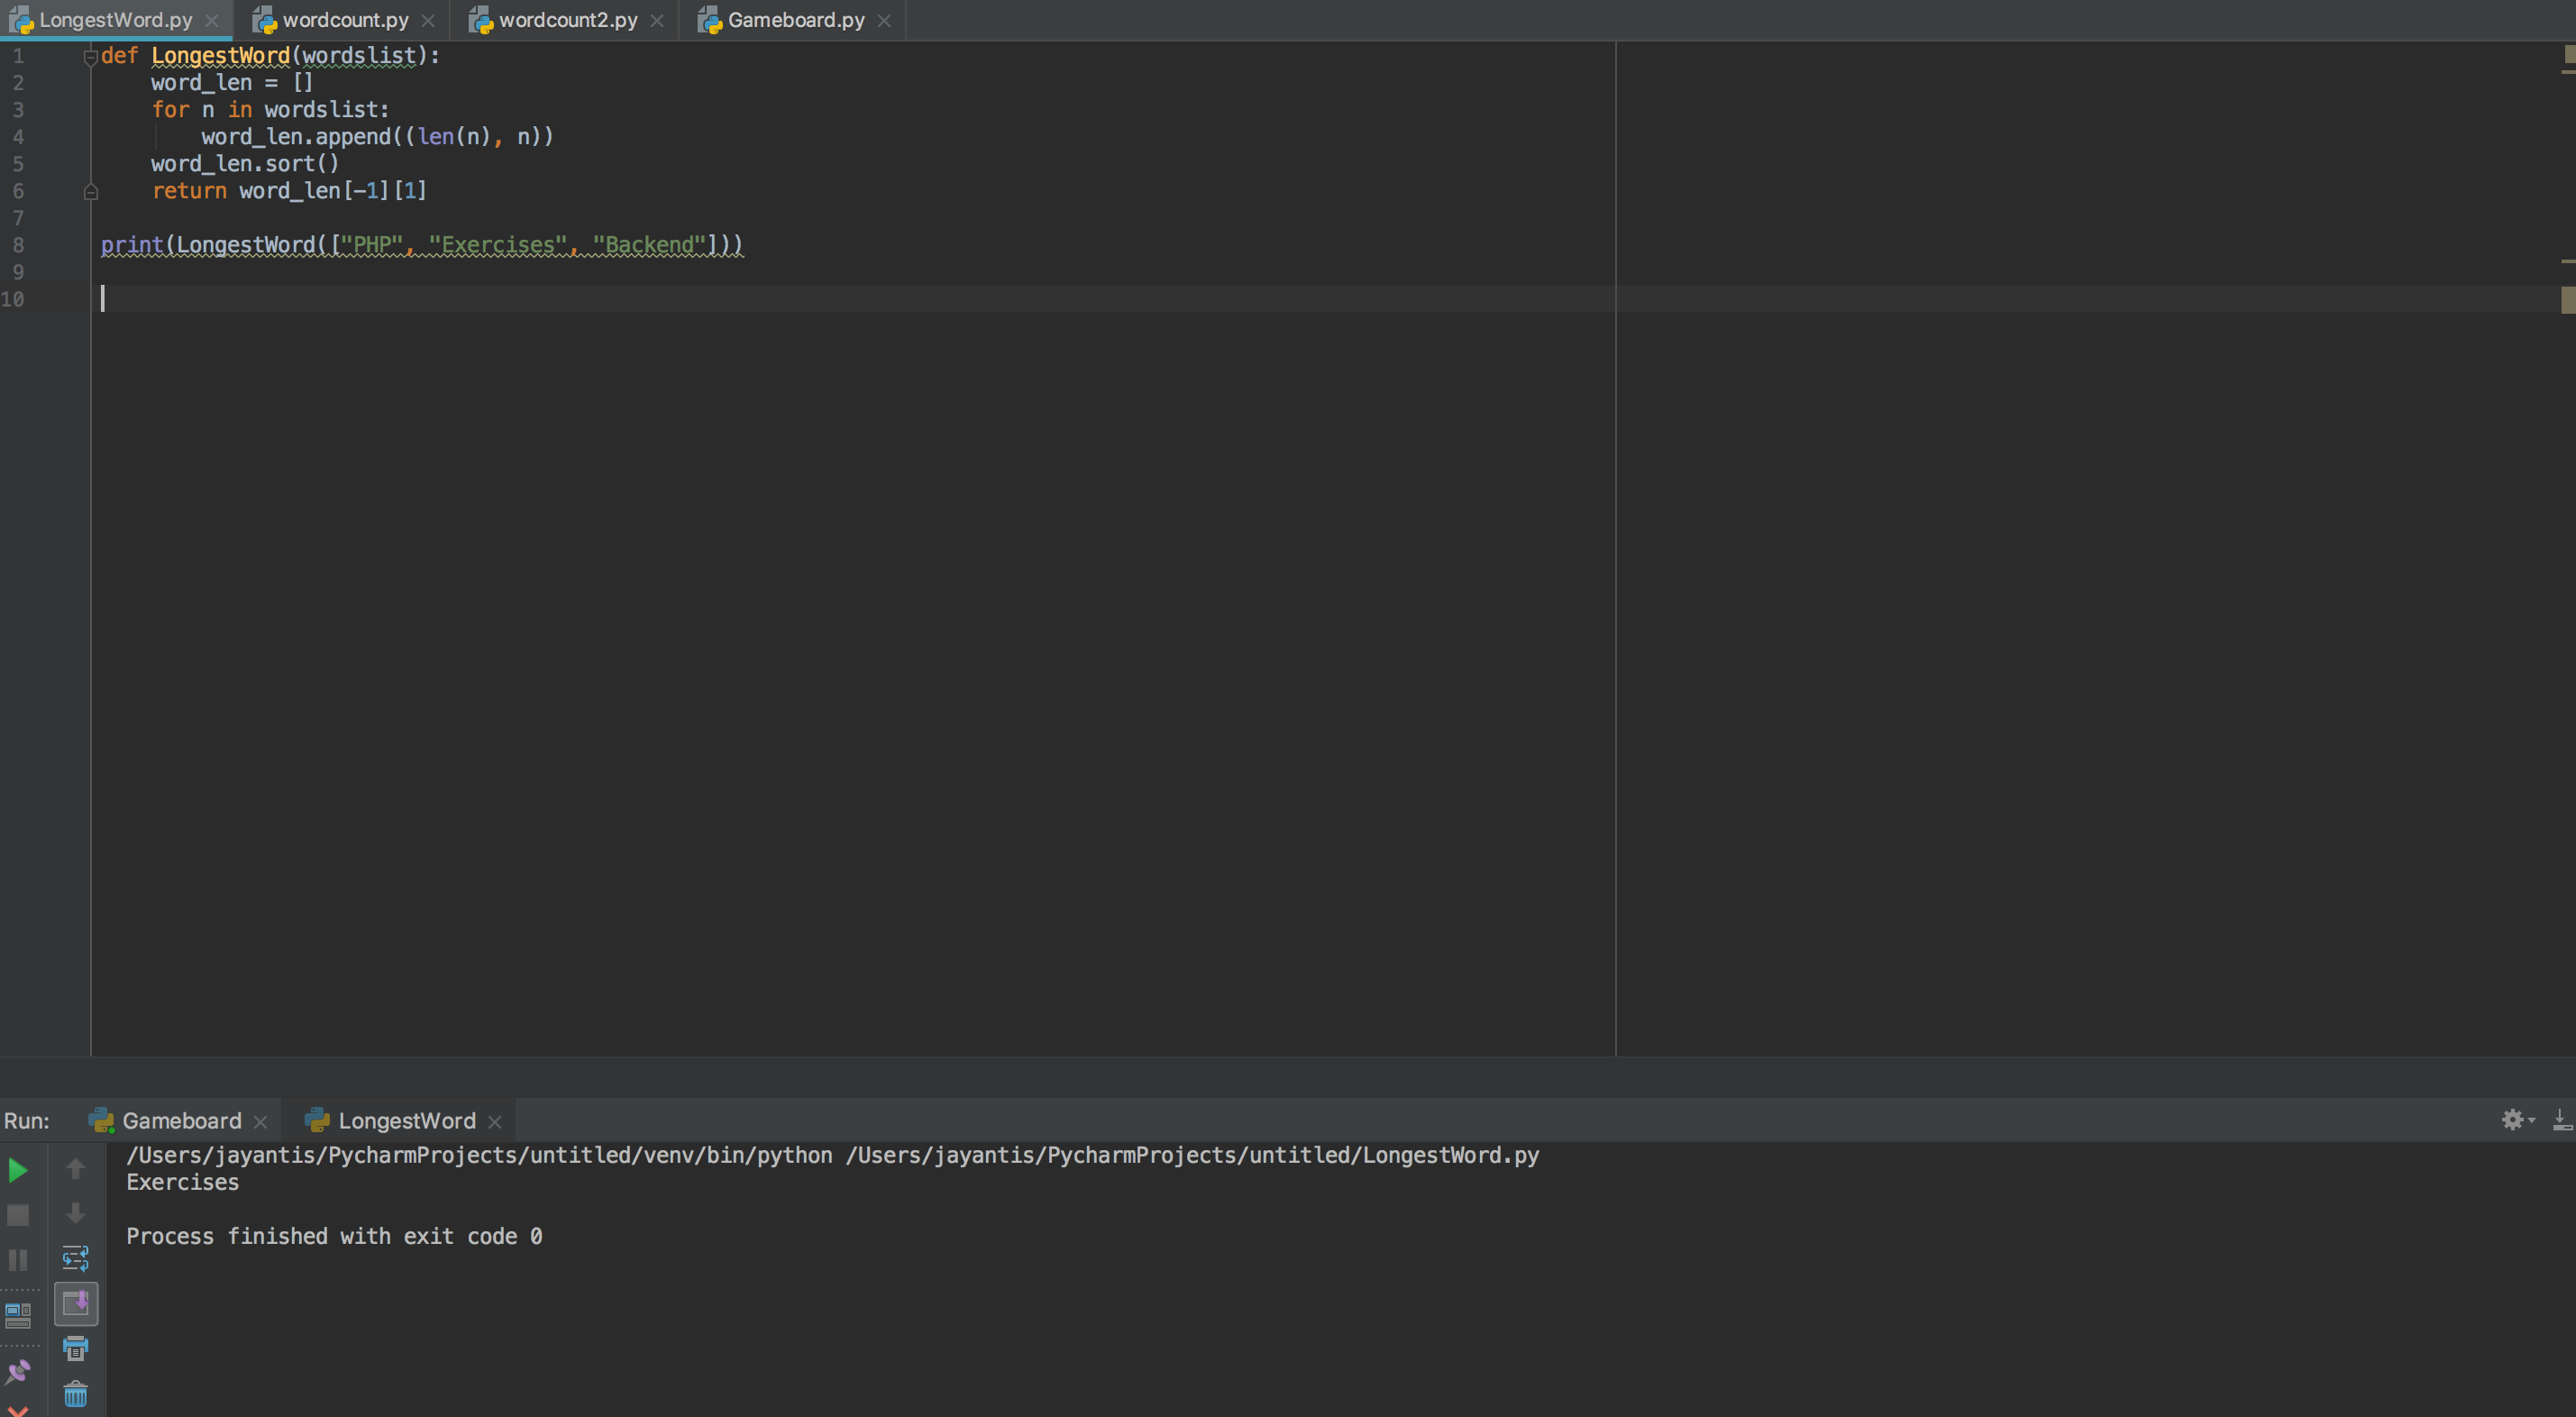 LongestWord.py wordcount.py wordcount2.py Gameboard.py
1 def LongestWord(wordslist):
2 word_len = []
3 for n in wordslist:
4 word_len.append((len(n), n))
5 word_len.sort()
6 return word_len[-1][1]
7
8 print(LongestWord(["PHP", "Exercises", "Backend"]))
9
10
Run: Gameboard LongestWord
/Users/jayantis/PycharmProjects/untitled/venv/bin/python /Users/jayantis/PycharmProjects/untitled/LongestWord.py
Exercises
Process finished with exit code 0